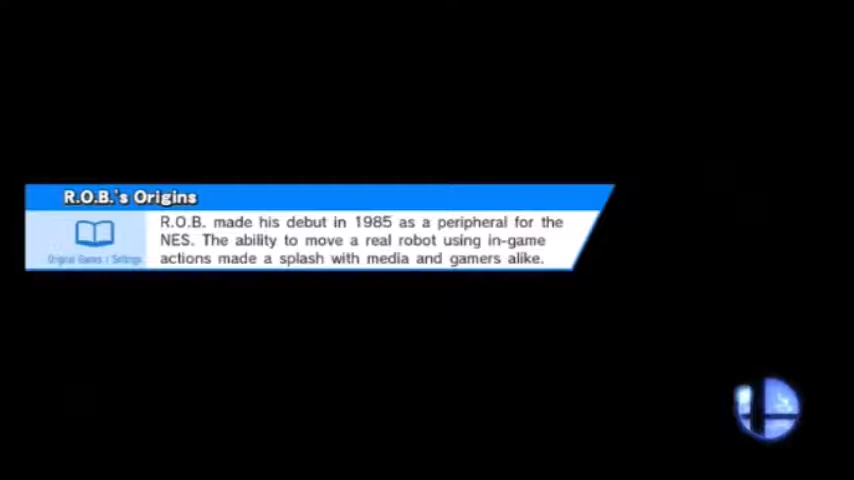 R.O.B.'s Origins
R.O.B. made his debut in 1985 as a peripheral for the
NES. The ability to move a real robot using in-game
actions made a splash with media and gamers alike.
Original Games / Settings